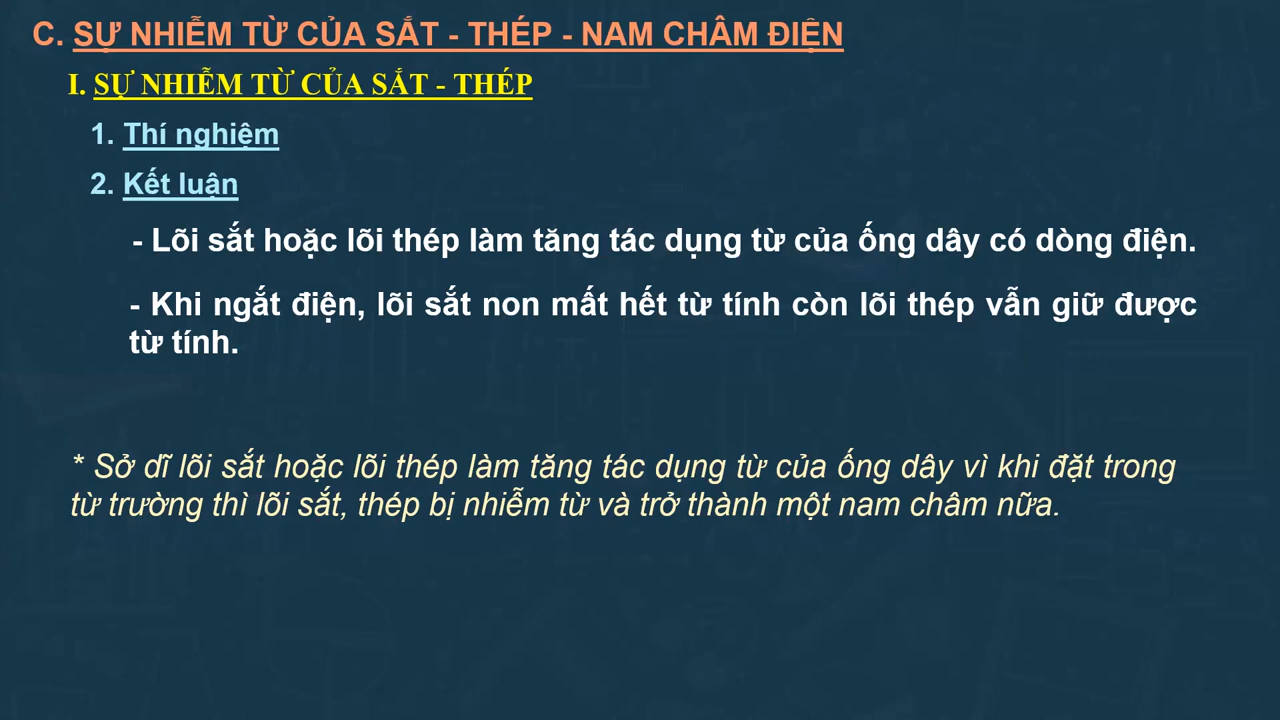 C. SỰ NHIỄM TỪ CỦA SẮT - THÉP - NAM CHÂM ĐIỆN
I. SỰ NHIỄM TỪ CỦA SẮT - THÉP
1. Thí nghiệm
2. Kết luận
- Lõi sắt hoặc lõi thép làm tăng tác dụng từ của ống dây có dòng điện.
- Khi ngắt điện, lõi sắt non mất hết từ tính còn lõi thép vẫn giữ được
từ tính.
* Sở dĩ lõi sắt hoặc lõi thép làm tăng tác dụng từ của ống dây vì khi đặt trong
từ trường thì lõi sắt, thép bị nhiễm từ và trở thành một nam châm nữa.